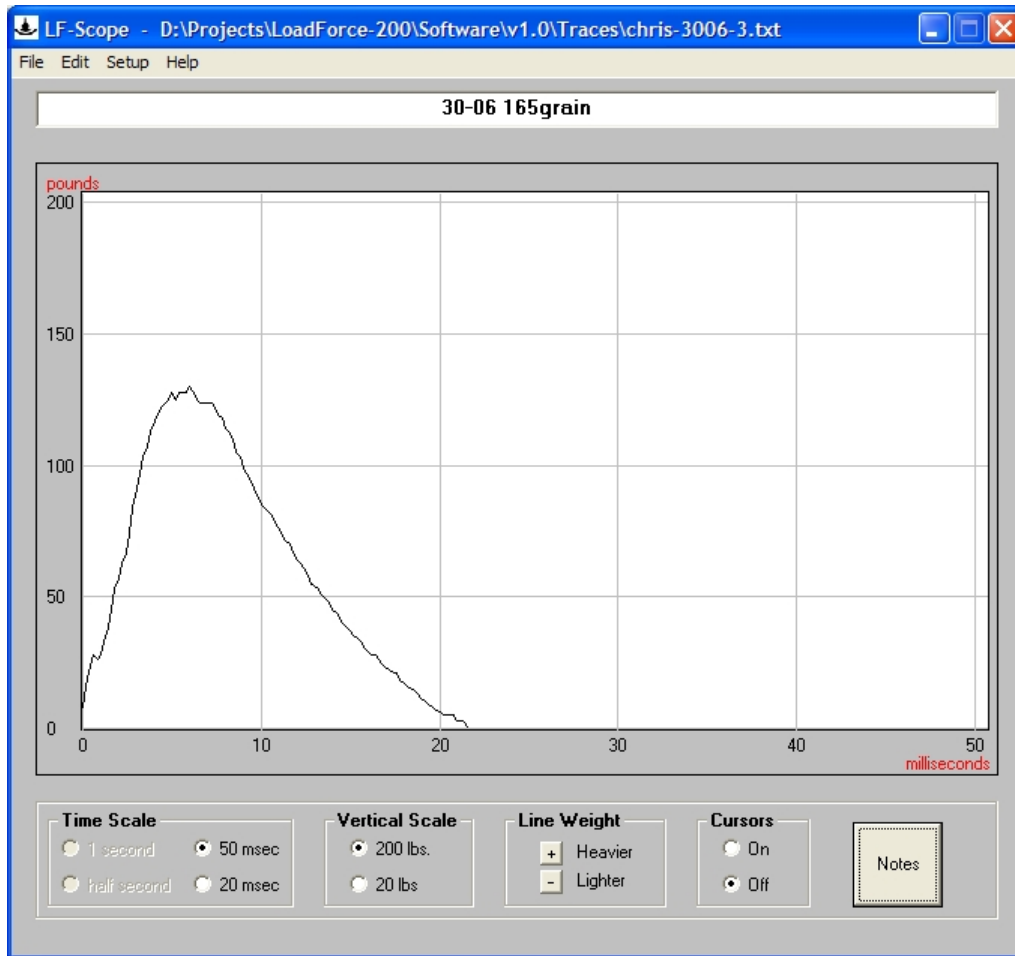 LF-Scope - D:\Projects\LoadForce-200\Software\v1.0\Traces\chris-3006-3.txt
File Edit Setup Help
30-06 165grain
pounds
200
150
100
50
0
0 10 20 30 40 50
milliseconds
Time Scale
1 second 50 msec
half second 20 msec
Vertical Scale
200 lbs.
20 lbs
Line Weight
+ Heavier
- Lighter
Cursors
On
Off
Notes